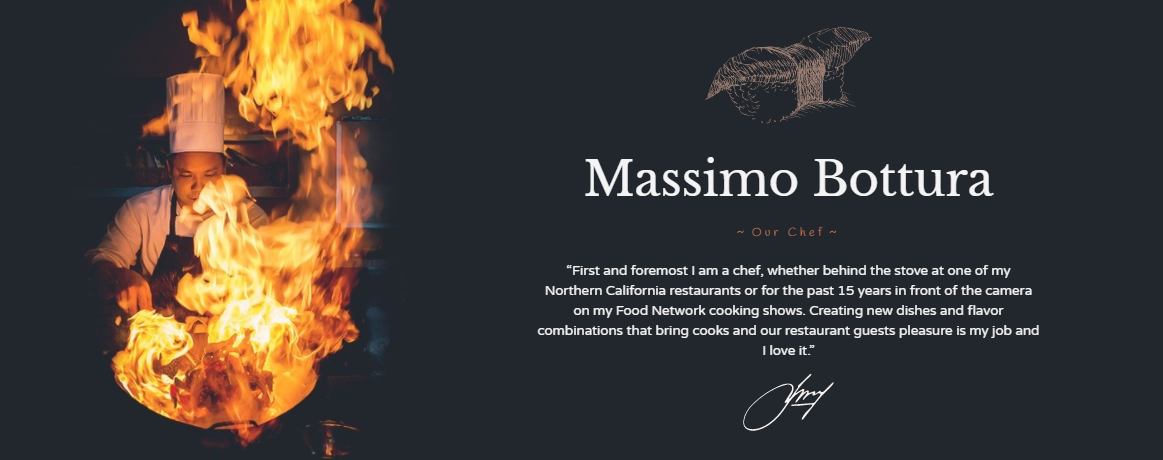 Massimo Bottura
~ Our Chef ~
“First and foremost I am a chef, whether behind the stove at one of my
Northern California restaurants or for the past 15 years in front of the camera
on my Food Network cooking shows. Creating new dishes and flavor
combinations that bring cooks and our restaurant guests pleasure is my job and
I love it.”